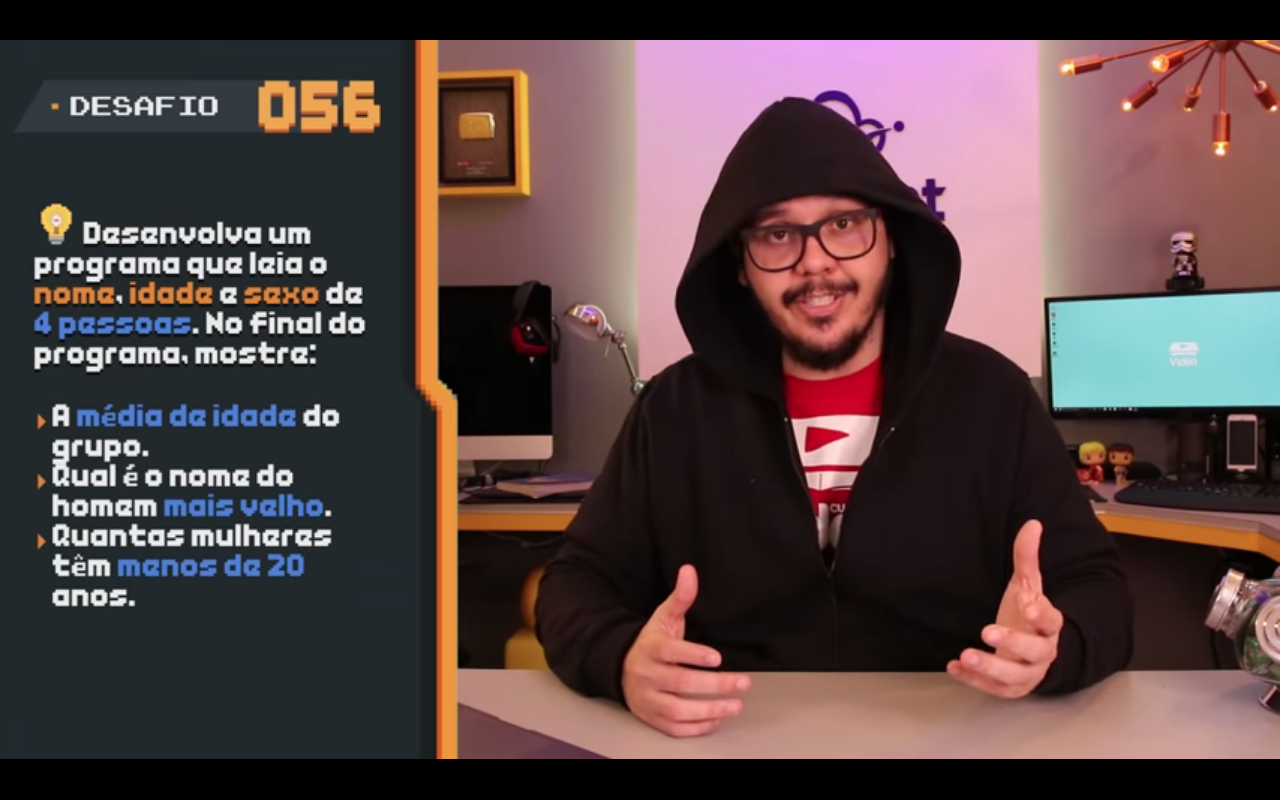 DESAFIO 056
Desenvolva um
programa que leia o
nome, idade e sexo de
4 pessoas. No final do
programa, mostre:
A média de idade do
grupo.
Qual é o nome do
homem mais velho.
Quantas mulheres
têm menos de 20
anos.
Vídeo